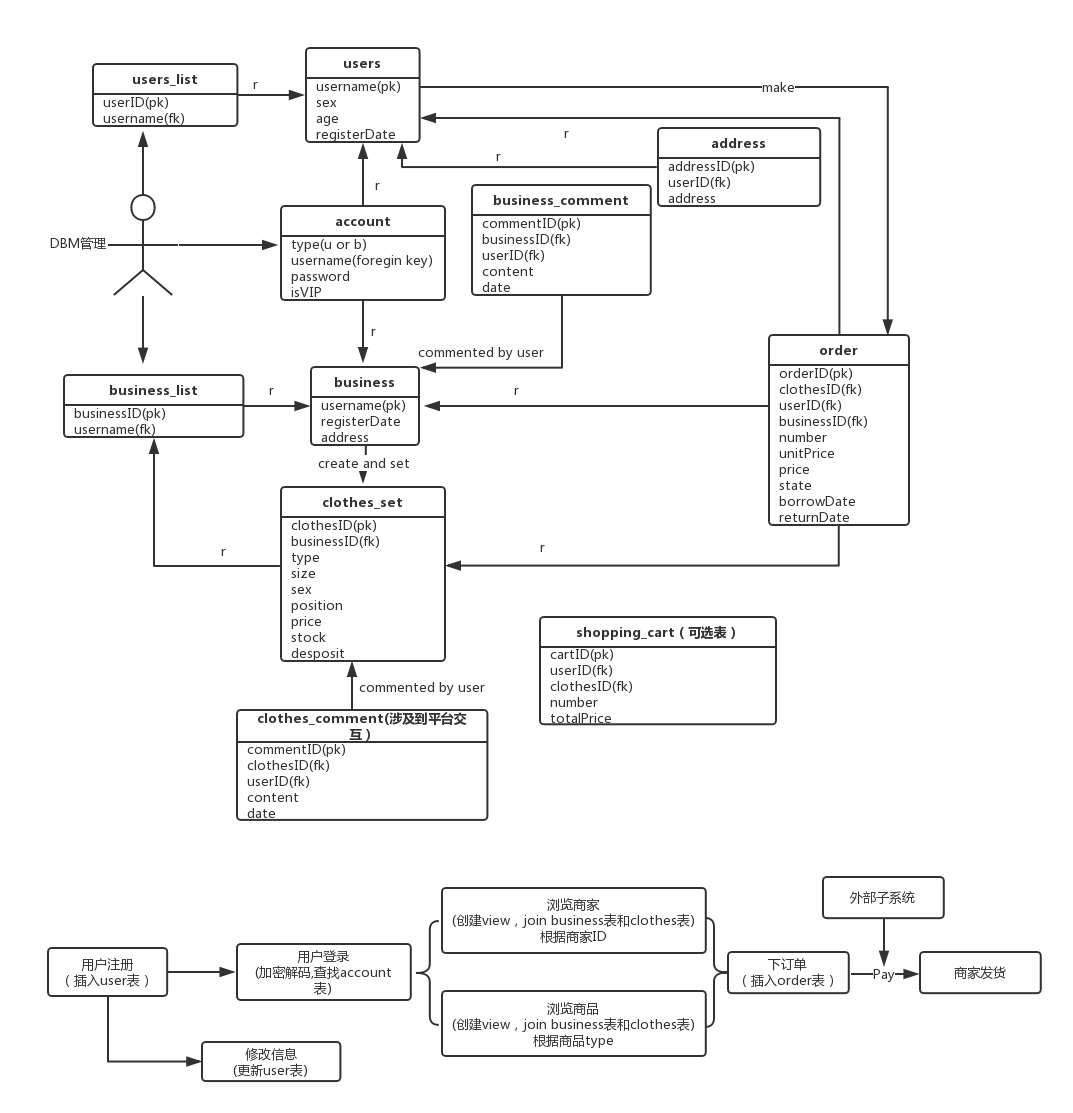 users
username(pk)
sex
age
registerDate
users_list
userID(pk)
username(fk)
r
make
r
address
addressID(pk)
userID(fk)
address
r
r
business_comment
commentID(pk)
businessID(fk)
userID(fk)
content
date
account
type(u or b)
username(foregin key)
password
isVIP
DBM管理
r
commented by user
order
orderID(pk)
clothesID(fk)
userID(fk)
businessID(fk)
number
unitPrice
price
state
borrowDate
returnDate
business
username(pk)
registerDate
address
business_list
businessID(pk)
username(fk)
r
r
create and set
clothes_set
clothesID(pk)
businessID(fk)
type
size
sex
position
price
stock
desposit
r
r
shopping_cart（可选表）
cartID(pk)
userID(fk)
clothesID(fk)
number
totalPrice
commented by user
clothes_comment(涉及到平台交
互）
commentID(pk)
clothesID(fk)
userID(fk)
content
date
用户注册
（插入user表）
用户登录
(加密解码,查找account
表)
修改信息
(更新user表)
浏览商家
(创建view，join business表和clothes表)
根据商家ID
浏览商品
(创建view，join business表和clothes表)
根据商品type
下订单
（插入order表）
外部子系统
Pay
商家发货